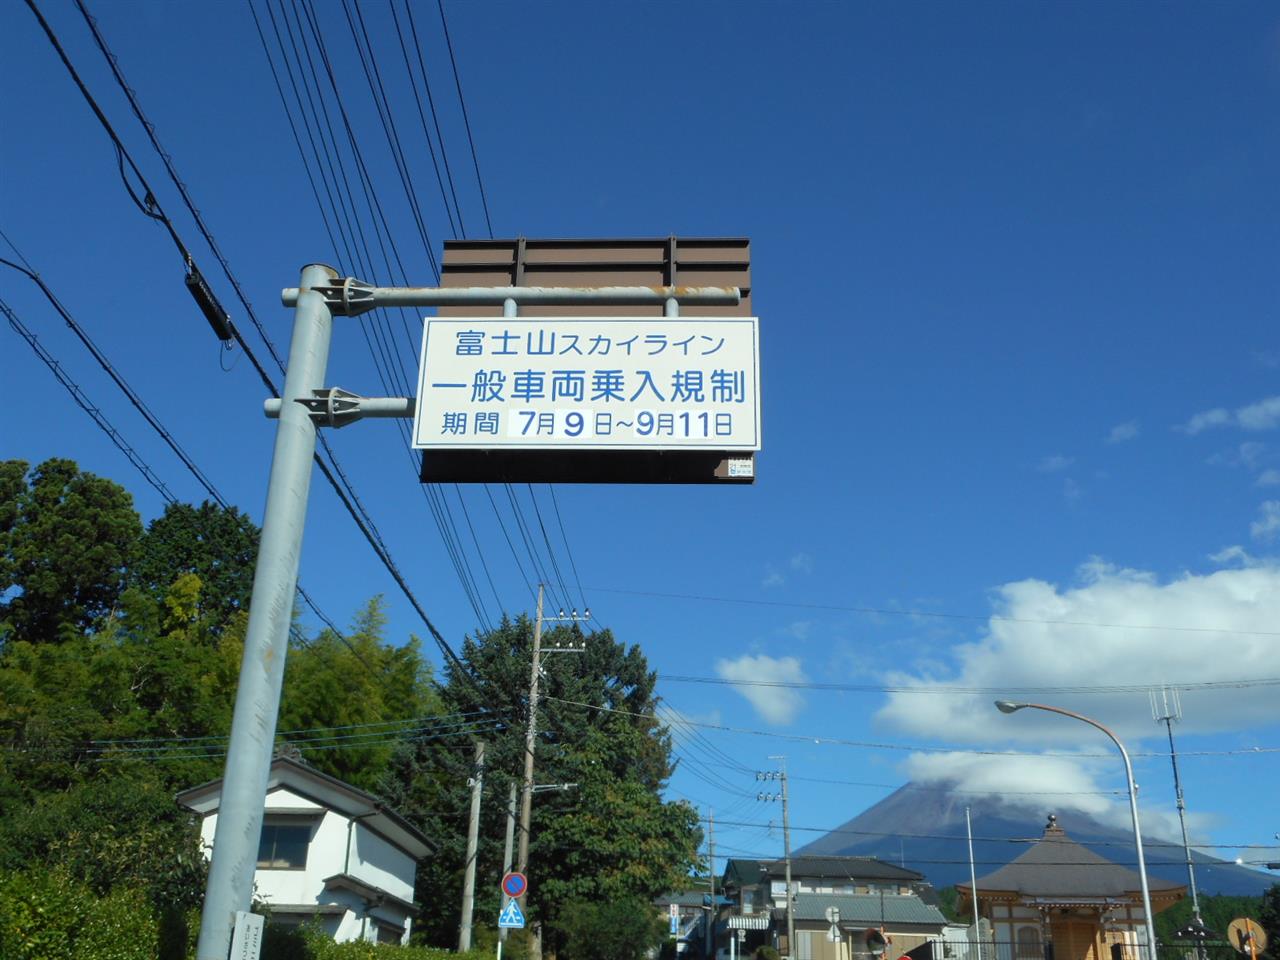 富士山スカイライン
一般車両乗入規制
期間 7月9日~9月11日